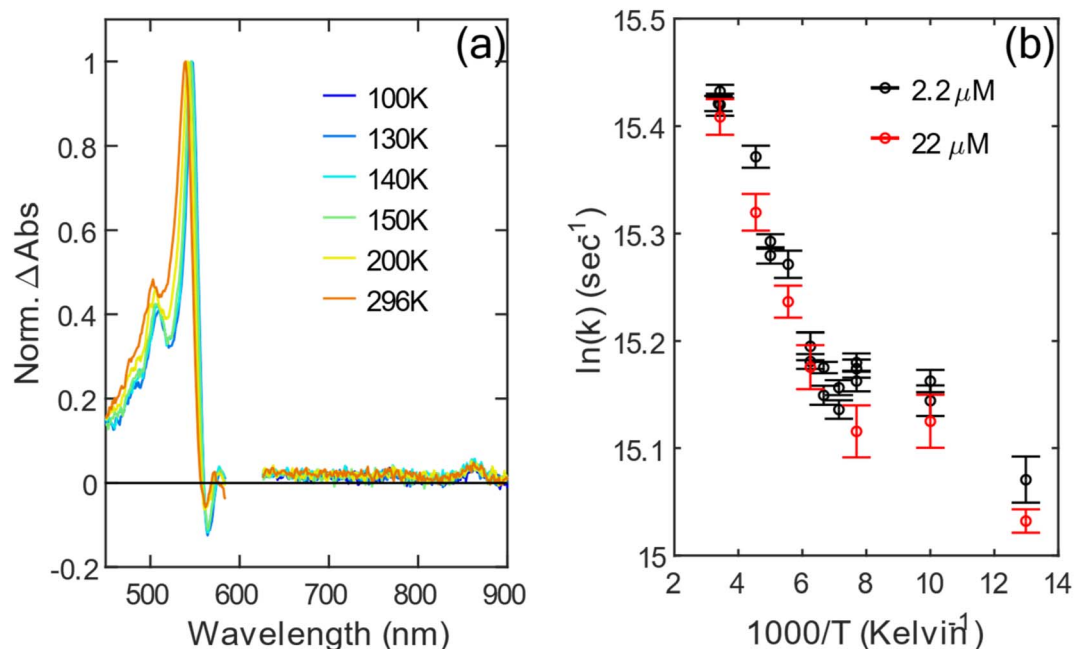 (a)
Norm. ΔAbs
1
0.8
0.6
0.4
0.2
0
-0.2
500
600
700
800
900
Wavelength (nm)
100K
130K
140K
150K
200K
296K
(b)
ln(k) (sec⁻¹)
15.5
15.4
15.3
15.2
15.1
15
2
4
6
8
10
12
14
1000/T (Kelvin⁻¹)
2.2 μM
22 μM